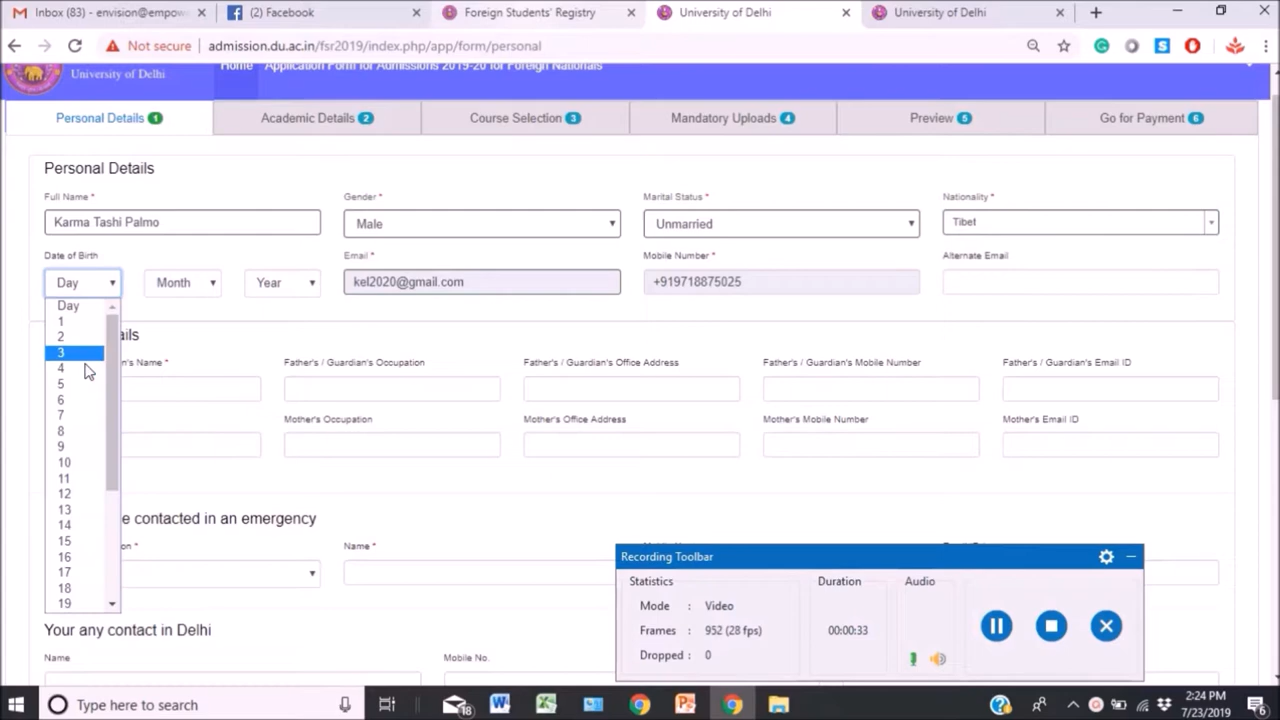 Inbox (83) - envision@empow
(2) Facebook
Foreign Students' Registry
University of Delhi
University of Delhi
Not secure
admission.du.ac.in/fsr2019/index.php/app/form/personal
University of Delhi
Home
Application Form for Admissions 2019-20 for Foreign Nationals
Personal Details 1
Academic Details 2
Course Selection 3
Mandatory Uploads 4
Preview 5
Go for Payment 6
Personal Details
Full Name *
Gender *
Marital Status *
Nationality *
Karma Tashi Palmo
Male
Unmarried
Tibet
Date of Birth
Email *
Mobile Number *
Alternate Email
Day
Month
Year
kel2020@gmail.com
+919718875025
Day
1
2
3
4
5
6
7
8
9
10
11
12
13
14
15
16
17
18
19
ails
n's Name *
Father's / Guardian's Occupation
Father's / Guardian's Office Address
Father's / Guardian's Mobile Number
Father's / Guardian's Email ID
Mother's Occupation
Mother's Office Address
Mother's Mobile Number
Mother's Email ID
e contacted in an emergency
on *
Name *
Recording Toolbar
Statistics
Duration
Audio
Mode : Video
Frames : 952 (28 fps)
00:00:33
Dropped : 0
Your any contact in Delhi
Name
Mobile No.
Type here to search
18
2:24 PM
7/23/2019
6